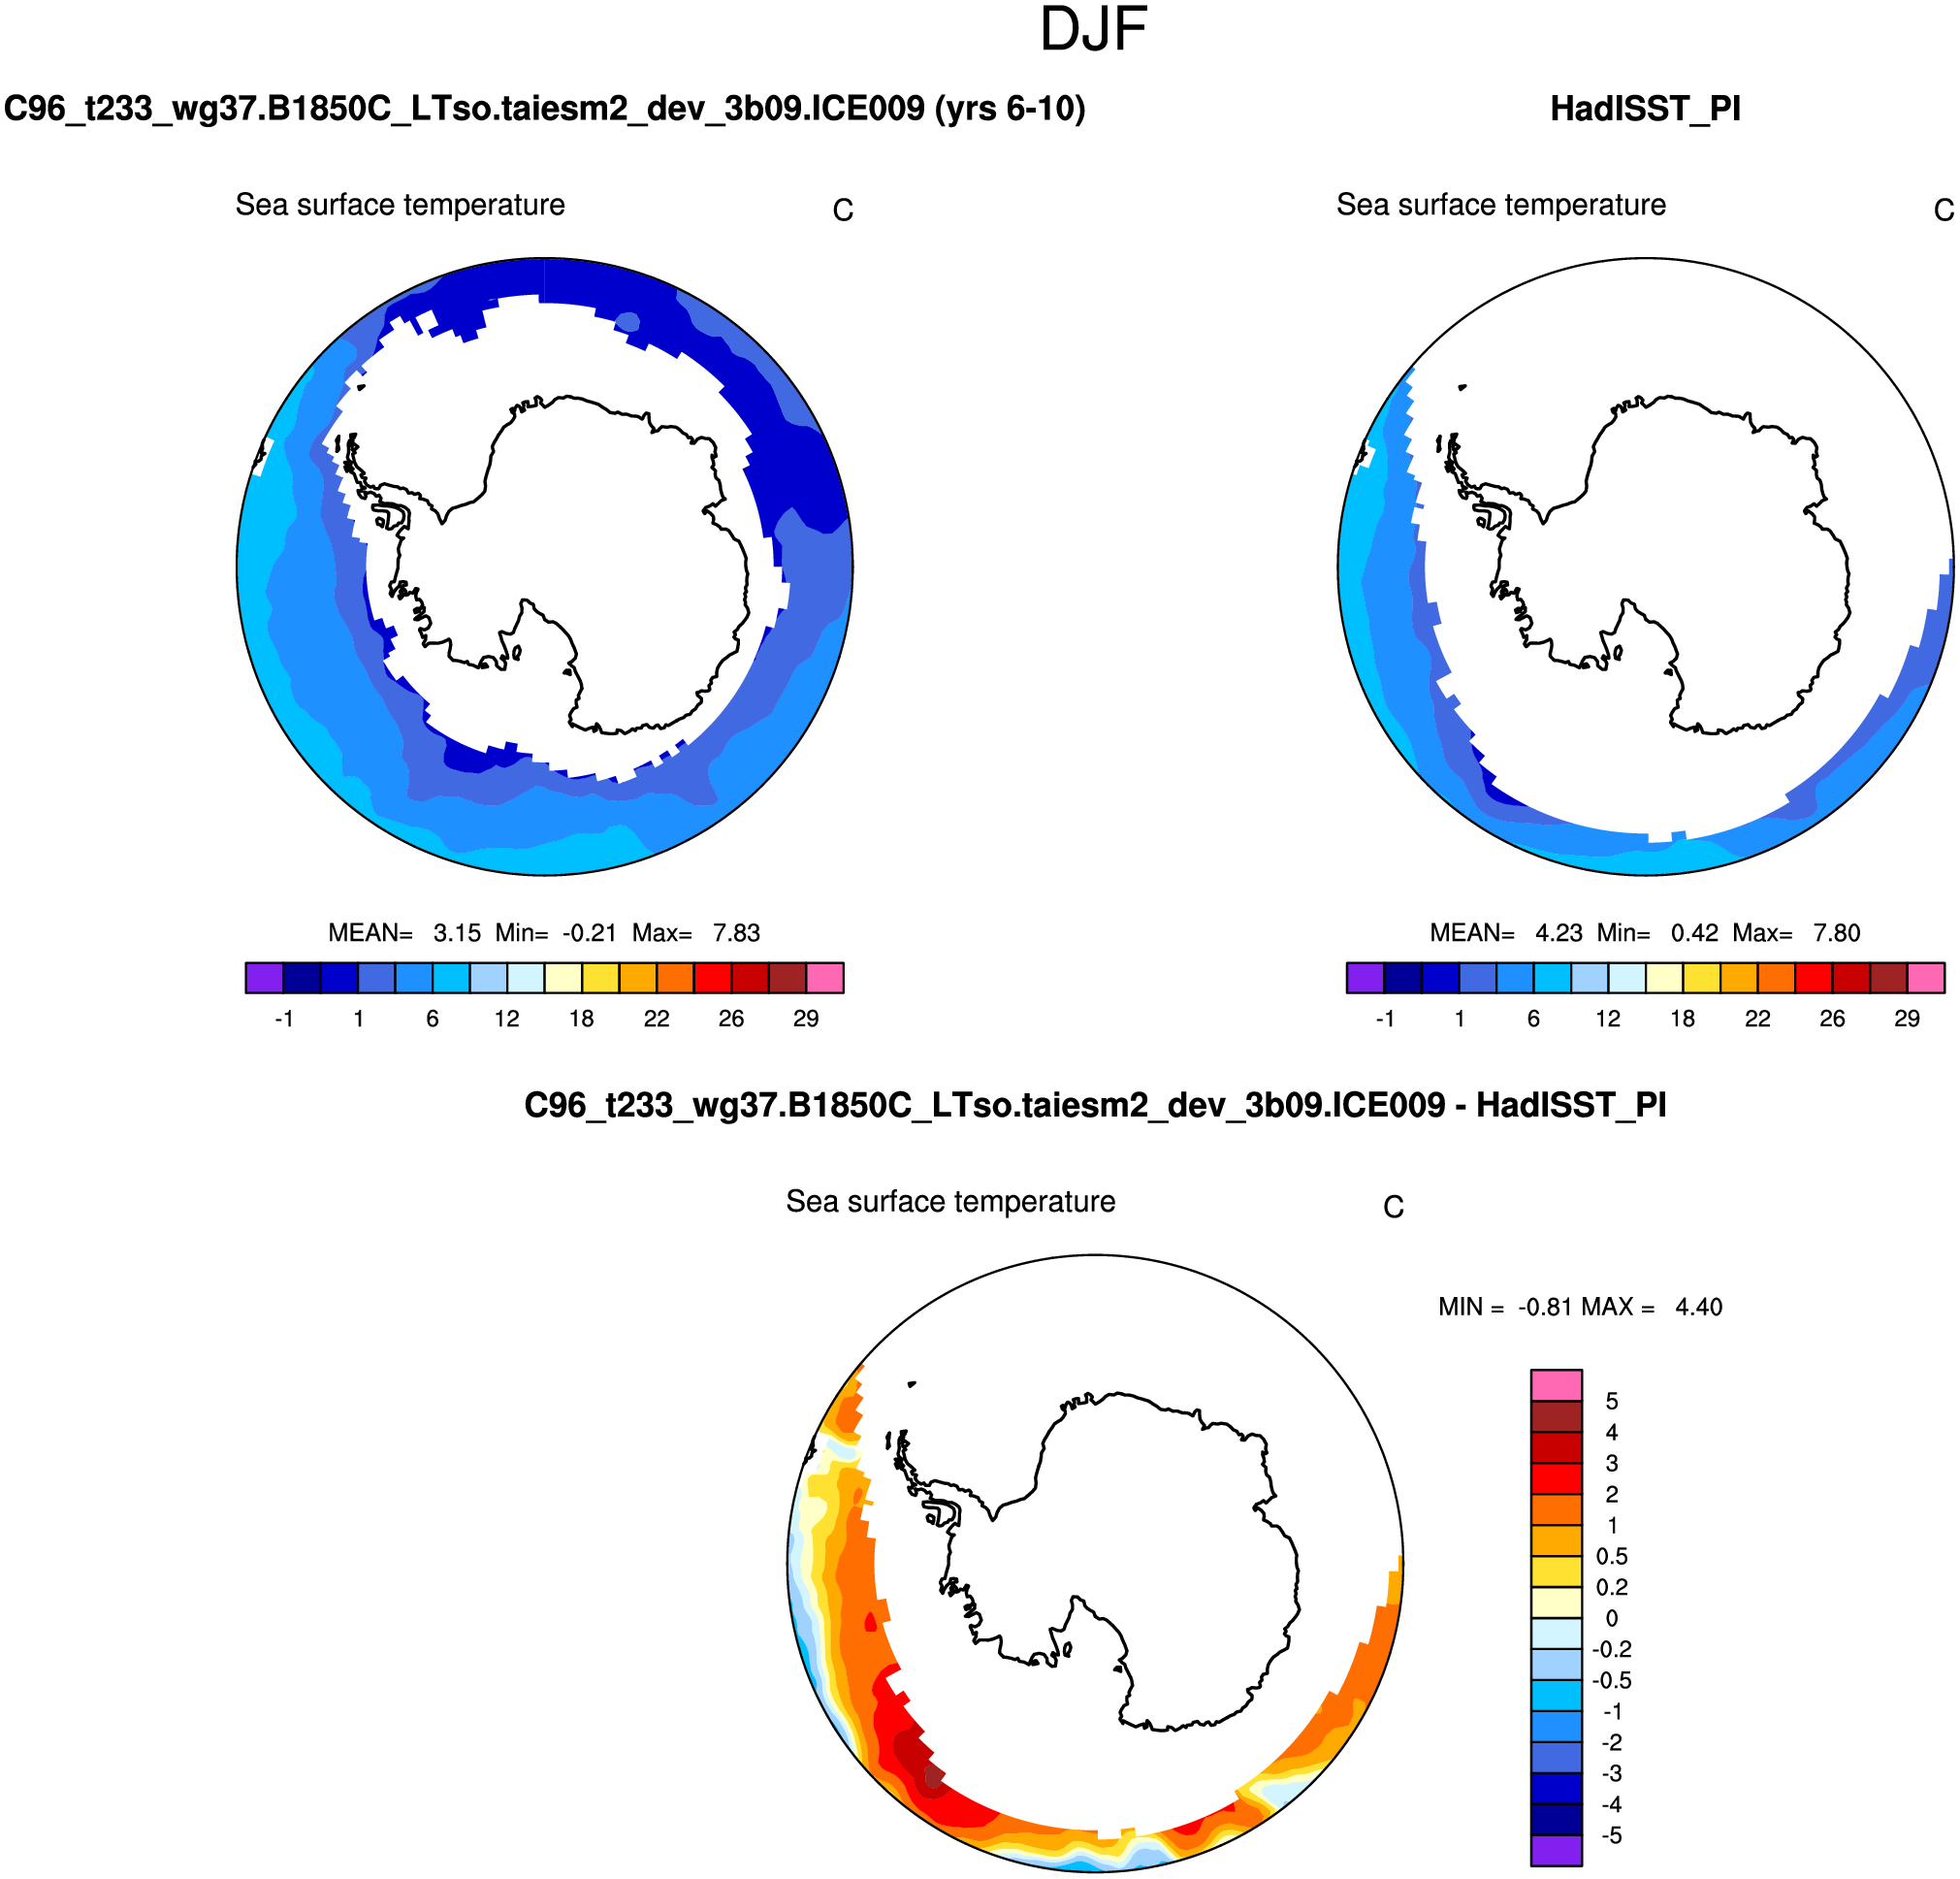 DJF
C96_t233_wg37.B1850C_LTso.taiesm2_dev_3b09.ICE009 (yrs 6-10)
HadISST_PI
Sea surface temperature C
Sea surface temperature C
MEAN= 3.15 Min= -0.21 Max= 7.83
MEAN= 4.23 Min= 0.42 Max= 7.80
-1 1 6 12 18 22 26 29
-1 1 6 12 18 22 26 29
C96_t233_wg37.B1850C_LTso.taiesm2_dev_3b09.ICE009 - HadISST_PI
Sea surface temperature C
MIN = -0.81 MAX = 4.40
5
4
3
2
1
0.5
0.2
0
-0.2
-0.5
-1
-2
-3
-4
-5